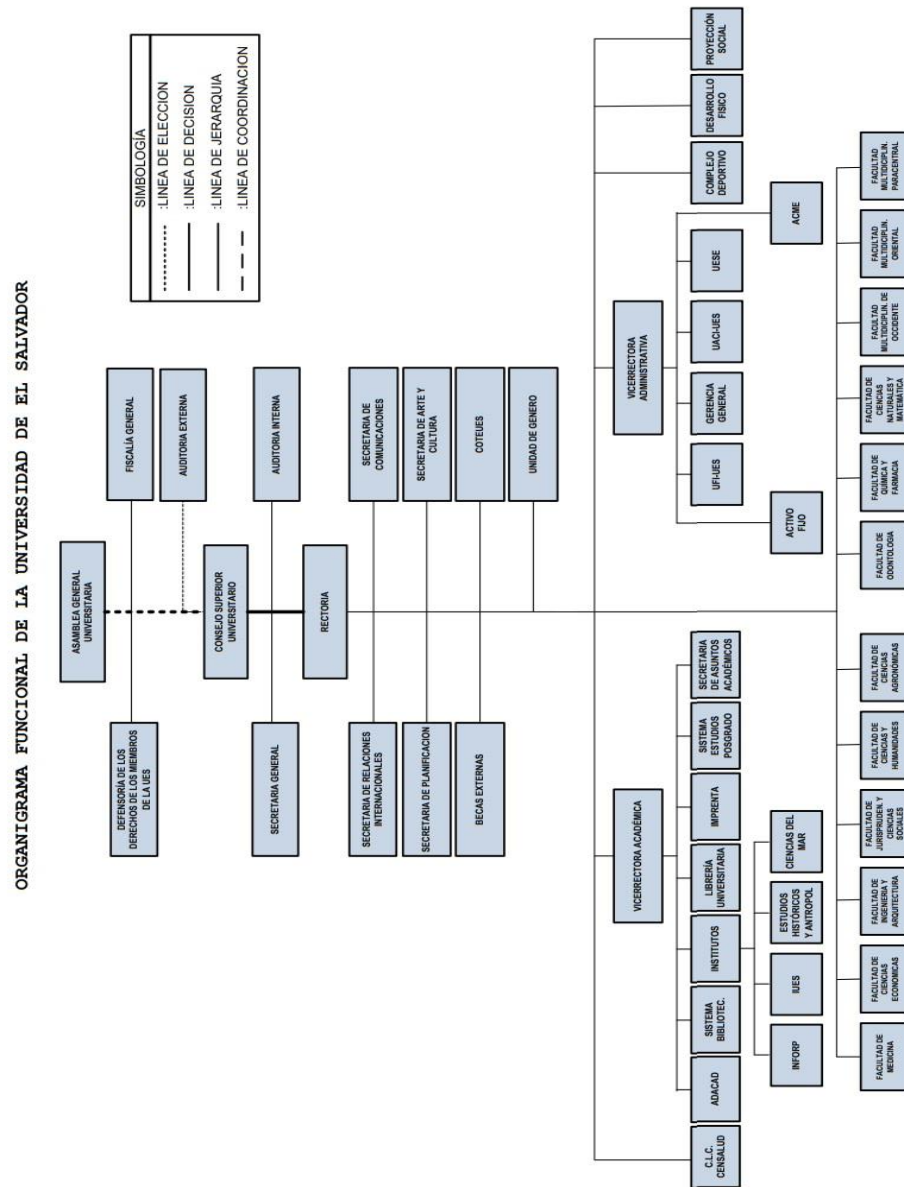 ORGANIGRAMA FUNCIONAL DE LA UNIVERSIDAD DE EL SALVADOR
SIMBOLOGÍA
:LINEA DE ELECCION
:LINEA DE DECISION
:LINEA DE JERARQUIA
:LINEA DE COORDINACION
ASAMBLEA GENERAL
UNIVERSITARIA
DEFENSORÍA DE LOS
DERECHOS DE LOS MIEMBROS
DE LA UES
FISCALÍA GENERAL
AUDITORIA EXTERNA
CONSEJO SUPERIOR
UNIVERSITARIO
SECRETARIA GENERAL
AUDITORIA INTERNA
RECTORIA
SECRETARIA DE RELACIONES
INTERNACIONALES
SECRETARIA DE
COMUNICACIONES
SECRETARIA DE PLANIFICACION
SECRETARIA DE ARTE Y
CULTURA
BECAS EXTERNAS
COTEUES
UNIDAD DE GENERO
VICERRECTORA ACADÉMICA
VICERRECTORA
ADMINISTRATIVA
C.L.C.
CENSALUD
ADACAD
SISTEMA
BIBLIOTEC.
INSTITUTOS
LIBRERÍA
UNIVERSITARIA
IMPRENTA
SISTEMA
ESTUDIOS
POSGRADO
SECRETARIA
DE ASUNTOS
ACADÉMICOS
UFI-UES
GERENCIA
GENERAL
UACI-UES
UESE
COMPLEJO
DEPORTIVO
DESARROLLO
FISICO
PROYECCIÓN
SOCIAL
INFORP
IUES
ESTUDIOS
HISTÓRICOS
Y ANTROPOL
CIENCIAS DEL
MAR
ACTIVO
FIJO
ACME
FACULTAD DE
MEDICINA
FACULTAD DE
CIENCIAS
ECONOMICAS
FACULTAD DE
INGENIERIA Y
ARQUITECTURA
FACULTAD DE
JURISPRUDEN. Y
CIENCIAS
SOCIALES
FACULTAD DE
CIENCIAS Y
HUMANIDADES
FACULTAD DE
CIENCIAS
AGRONÓMICAS
FACULTAD DE
ODONTOLOGIA
FACULTAD DE
QUÍMICA Y
FARMACIA
FACULTAD DE
CIENCIAS
NATURALES Y
MATEMÁTICA
FACULTAD
MULTIDICIPLIN. DE
OCCIDENTE
FACULTAD
MULTIDICIPLIN.
ORIENTAL
FACULTAD
MULTIDICIPLIN.
PARACENTRAL